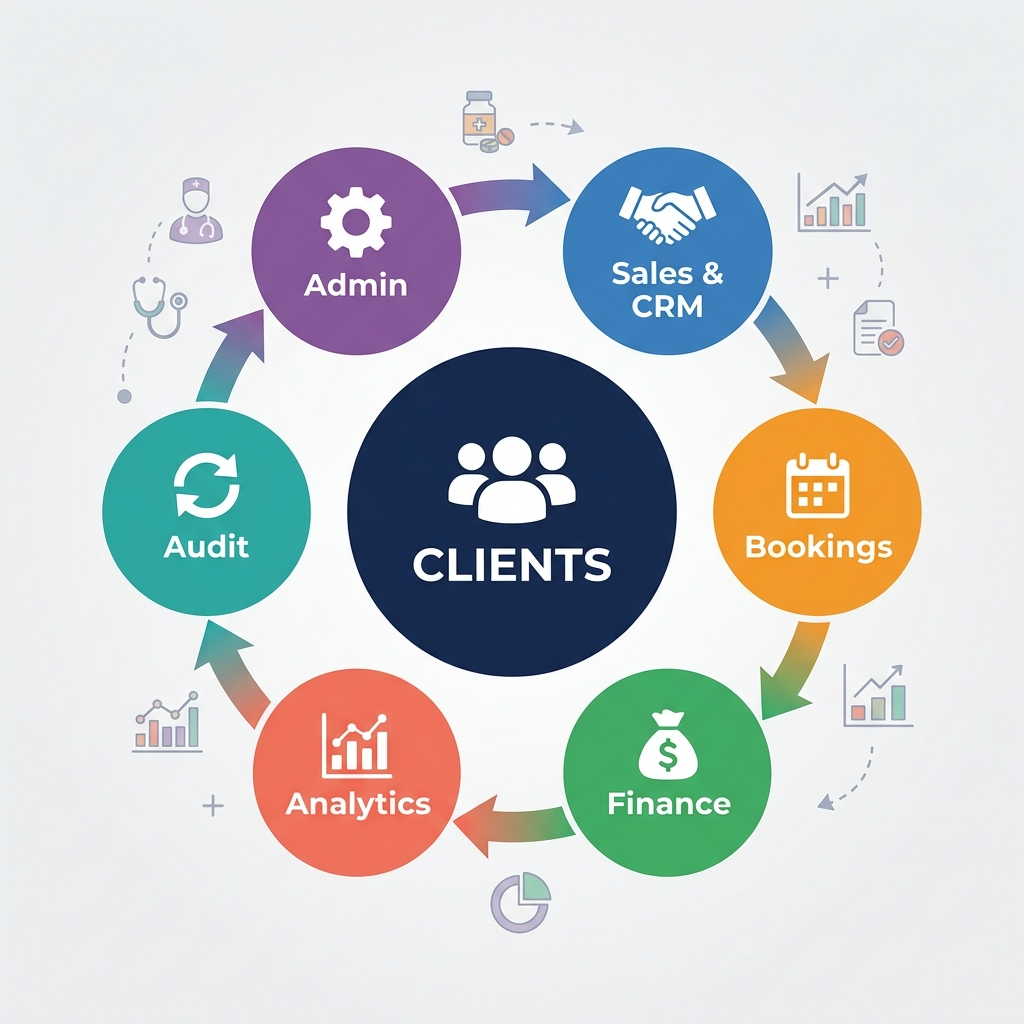 Admin
Sales &
CRM
Audit
CLIENTS
Bookings
Analytics
$
Finance